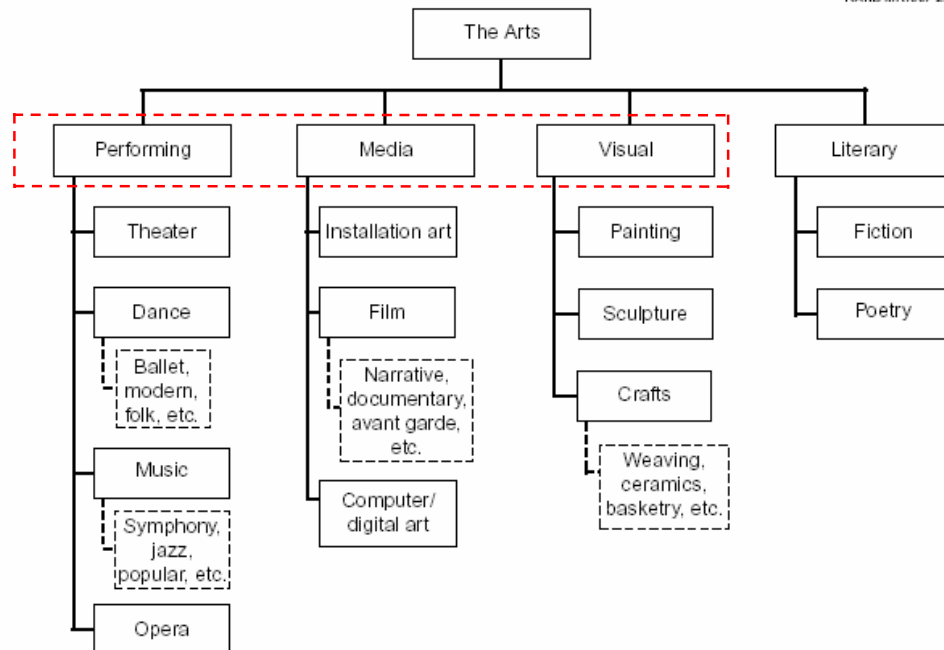 The Arts
Performing
Media
Visual
Literary
Theater
Installation art
Painting
Fiction
Dance
Film
Sculpture
Poetry
Ballet,
modern,
folk, etc.
Narrative,
documentary,
avant garde,
etc.
Crafts
Weaving,
ceramics,
basketry, etc.
Music
Computer/
digital art
Symphony,
jazz,
popular, etc.
Opera